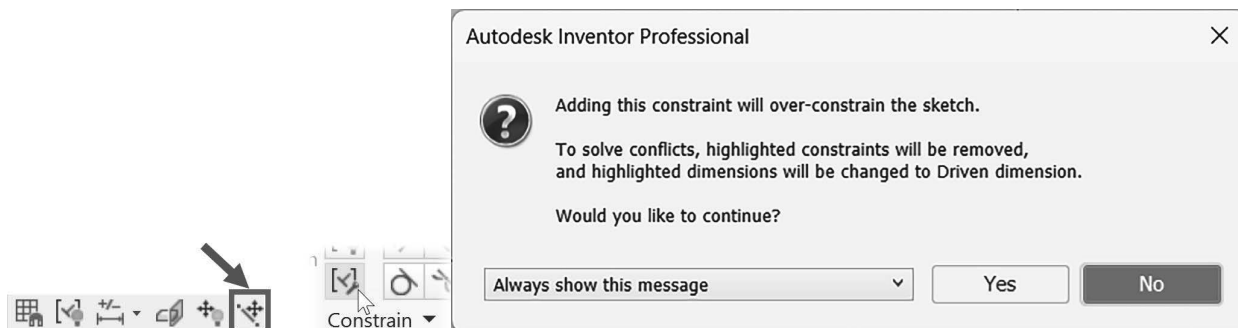 Autodesk Inventor Professional
Adding this constraint will over-constrain the sketch.
To solve conflicts, highlighted constraints will be removed,
and highlighted dimensions will be changed to Driven dimension.
Would you like to continue?
Always show this message
Yes
No
+/-
Constrain